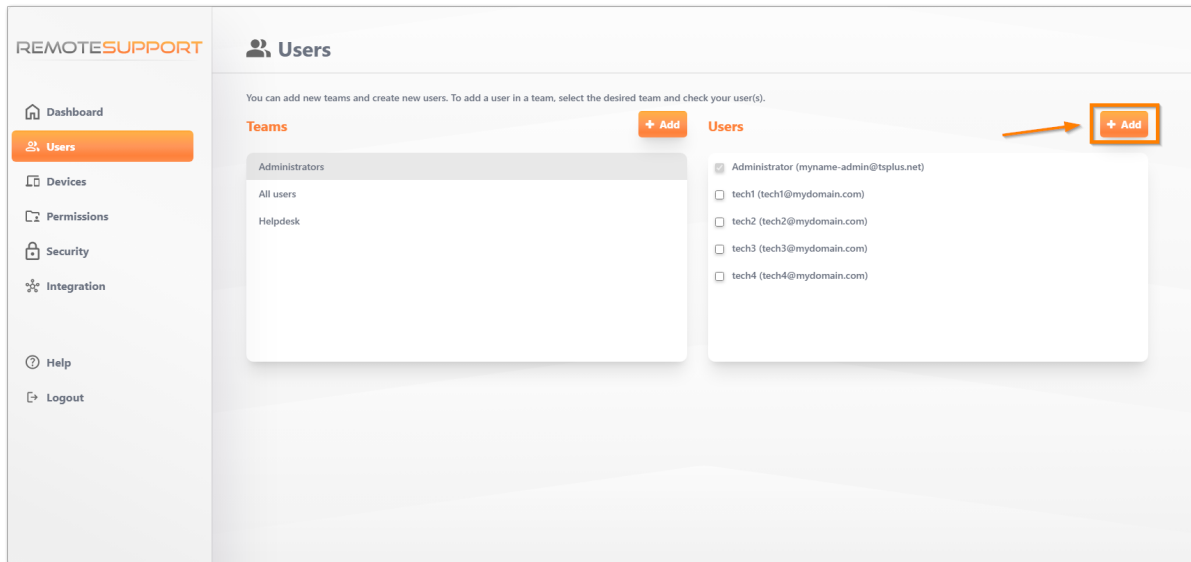 REMOTESUPPORT
Users
Dashboard
Users
Devices
Permissions
Security
Integration
Help
Logout
You can add new teams and create new users. To add a user in a team, select the desired team and check your user(s).
Teams
+ Add
Administrators
All users
Helpdesk
Users
+ Add
Administrator (myname-admin@tsplus.net)
tech1 (tech1@mydomain.com)
tech2 (tech2@mydomain.com)
tech3 (tech3@mydomain.com)
tech4 (tech4@mydomain.com)